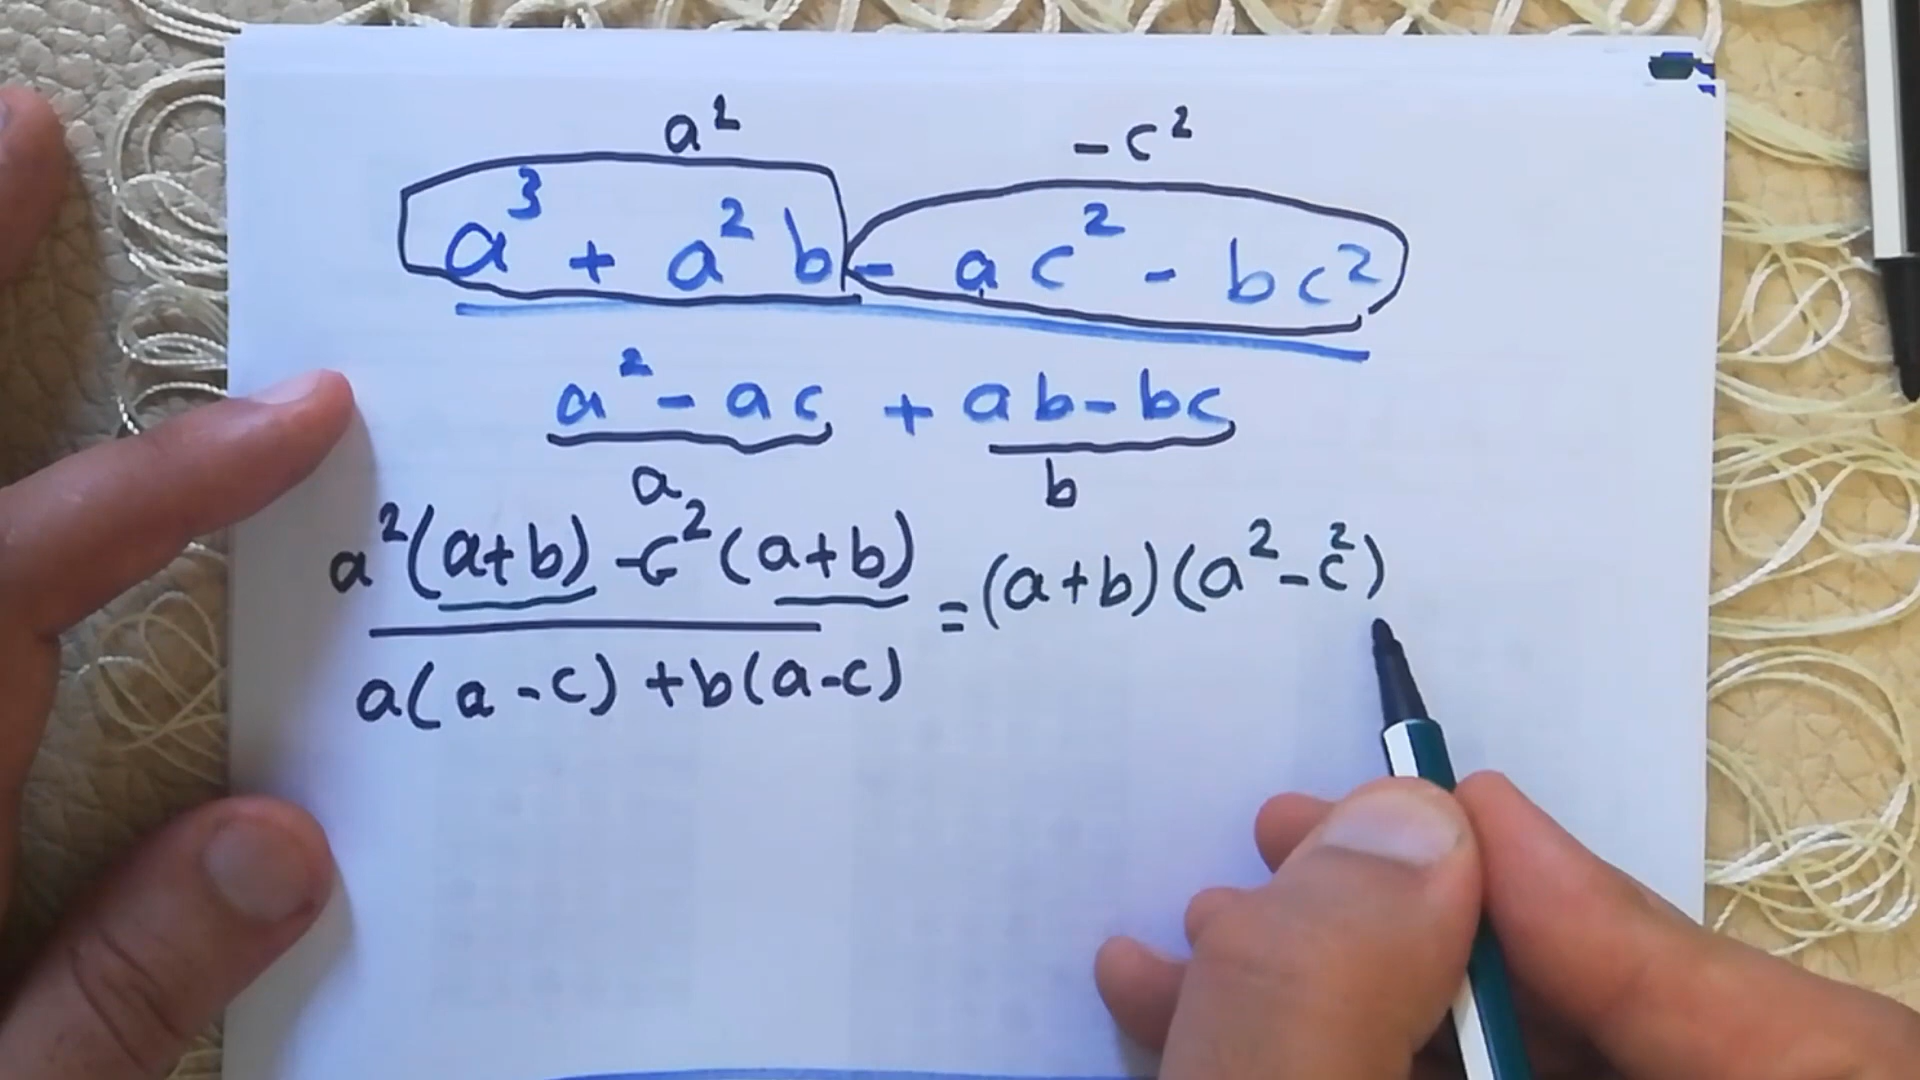 a² -c²
a³ + a²b - ac² - bc²
a² - ac + ab - bc
a b
a²(a+b) -c²(a+b) = (a+b)(a²-c²)
a(a-c) +b(a-c)